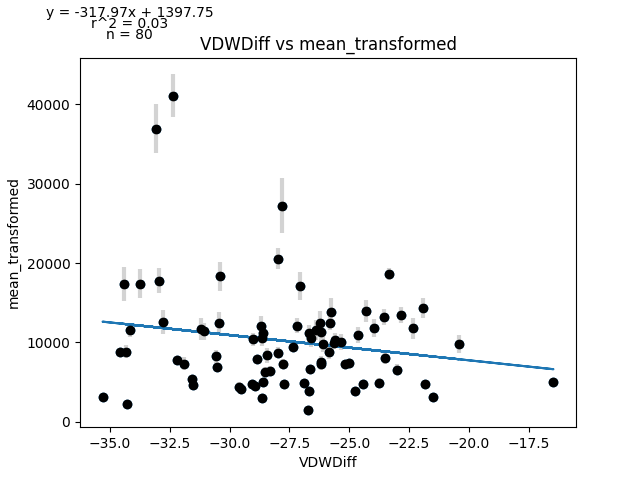 y = -317.97x + 1397.75
r^2 = 0.03
n = 80
VDWDiff vs mean_transformed
40000
30000
20000
10000
0
mean_transformed
−35.0 −32.5 −30.0 −27.5 −25.0 −22.5 −20.0 −17.5
VDWDiff